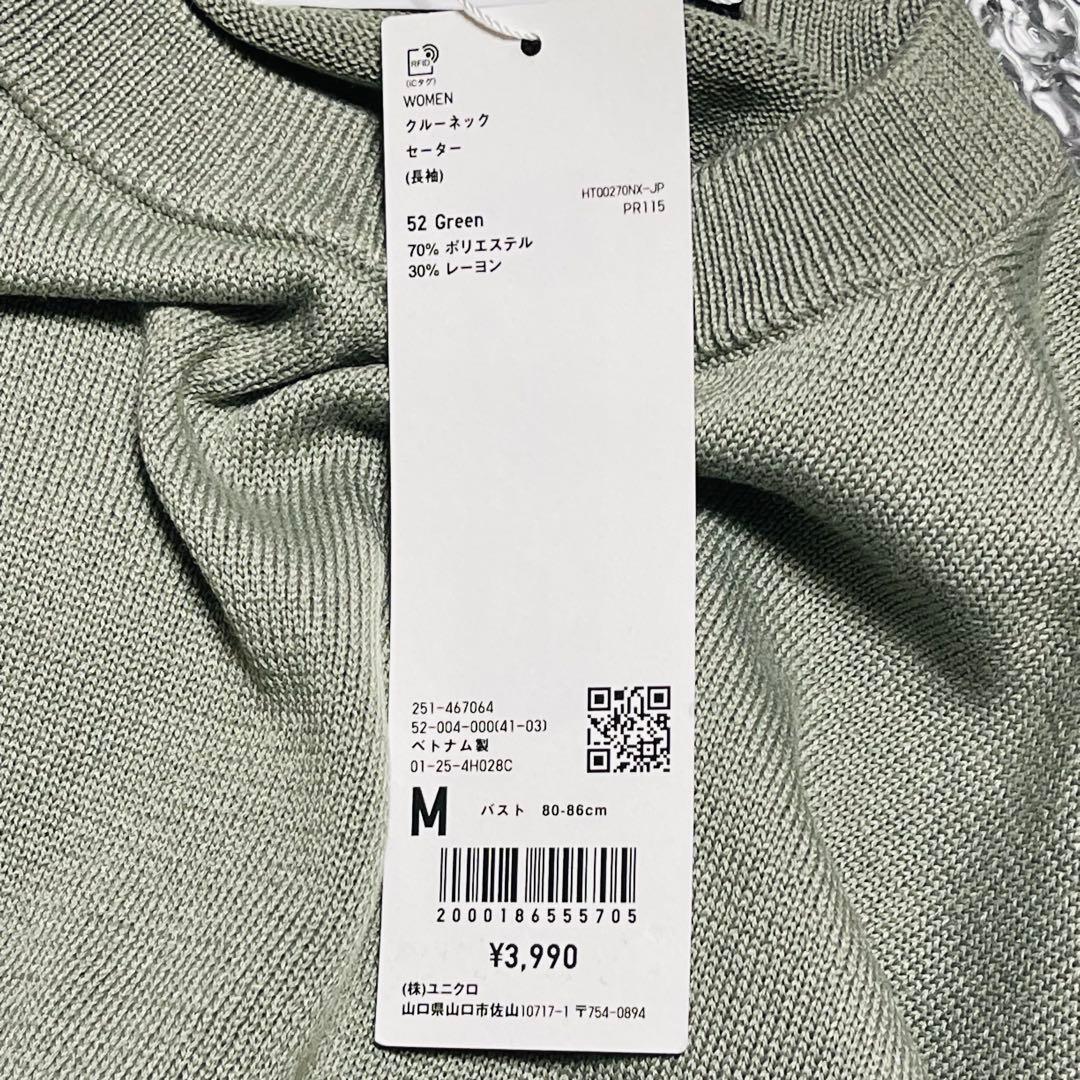 RFID
(ICタグ)
WOMEN
クルーネック
セーター
(長袖)
HT00270NX-JP
PR115
52 Green
70% ポリエステル
30% レーヨン
251-467064
52-004-000(41-03)
ベトナム製
01-25-4H028C
M バスト 80-86cm
2000186555705
¥3,990
(株)ユニクロ
山口県山口市佐山10717-1 〒754-0894